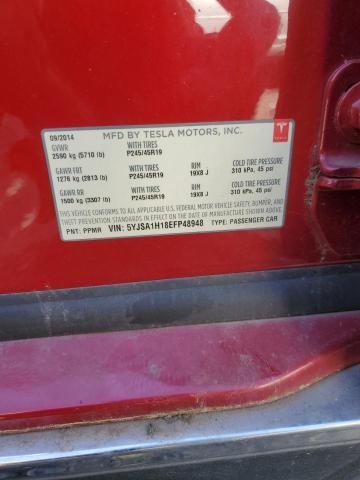 09/2014 MFD BY TESLA MOTORS, INC.
GVWR WITH TIRES
2590 kg (5710 lb) P245/45R19
GAWR FRT WITH TIRES RIM COLD TIRE PRESSURE
1276 kg (2813 lb) P245/45R19 19X8 J 310 kPa, 45 psi
GAWR RR WITH TIRES RIM COLD TIRE PRESSURE
1500 kg (3307 lb) P245/45R19 19X8 J 310 kPa, 45 psi
THIS VEHICLE CONFORMS TO ALL APPLICABLE U.S. FEDERAL MOTOR VEHICLE SAFETY, BUMPER, AND
THEFT PREVENTION STANDARDS IN EFFECT ON THE DATE OF MANUFACTURE SHOWN ABOVE.
PNT: PPMR VIN: 5YJSA1H18EFP48948 TYPE: PASSENGER CAR